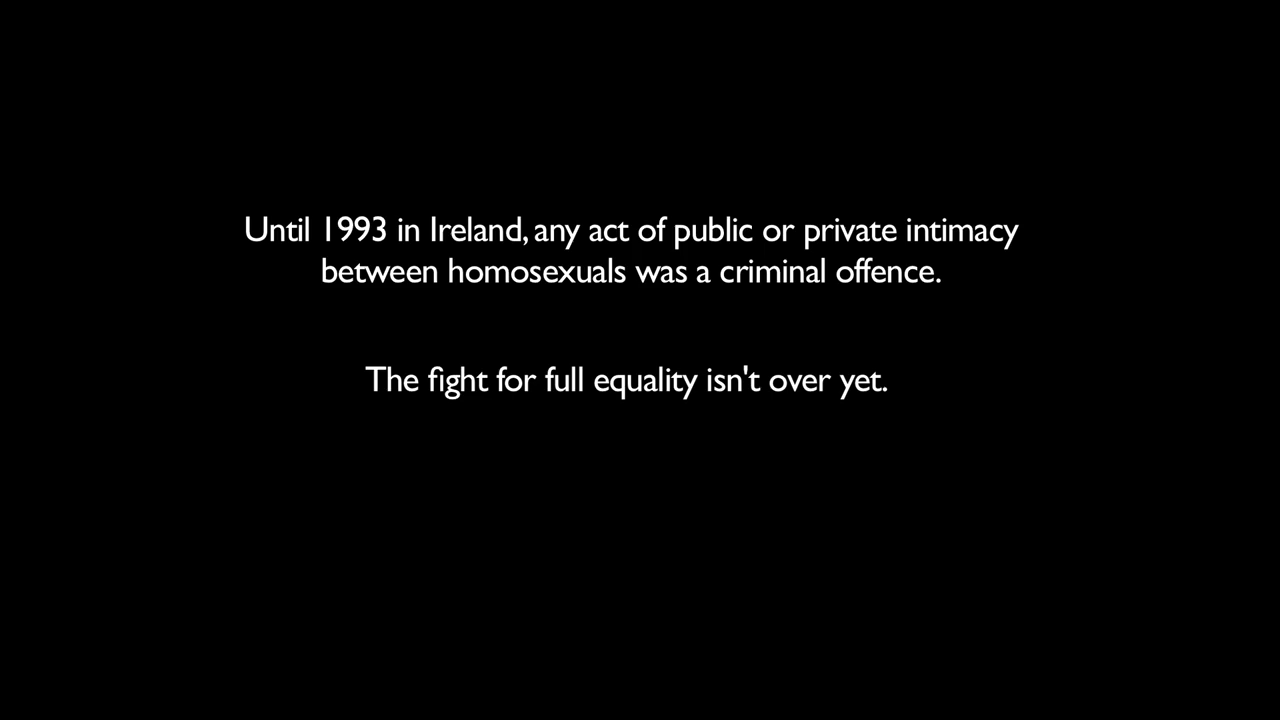 Until 1993 in Ireland, any act of public or private intimacy
between homosexuals was a criminal offence.
The fight for full equality isn't over yet.